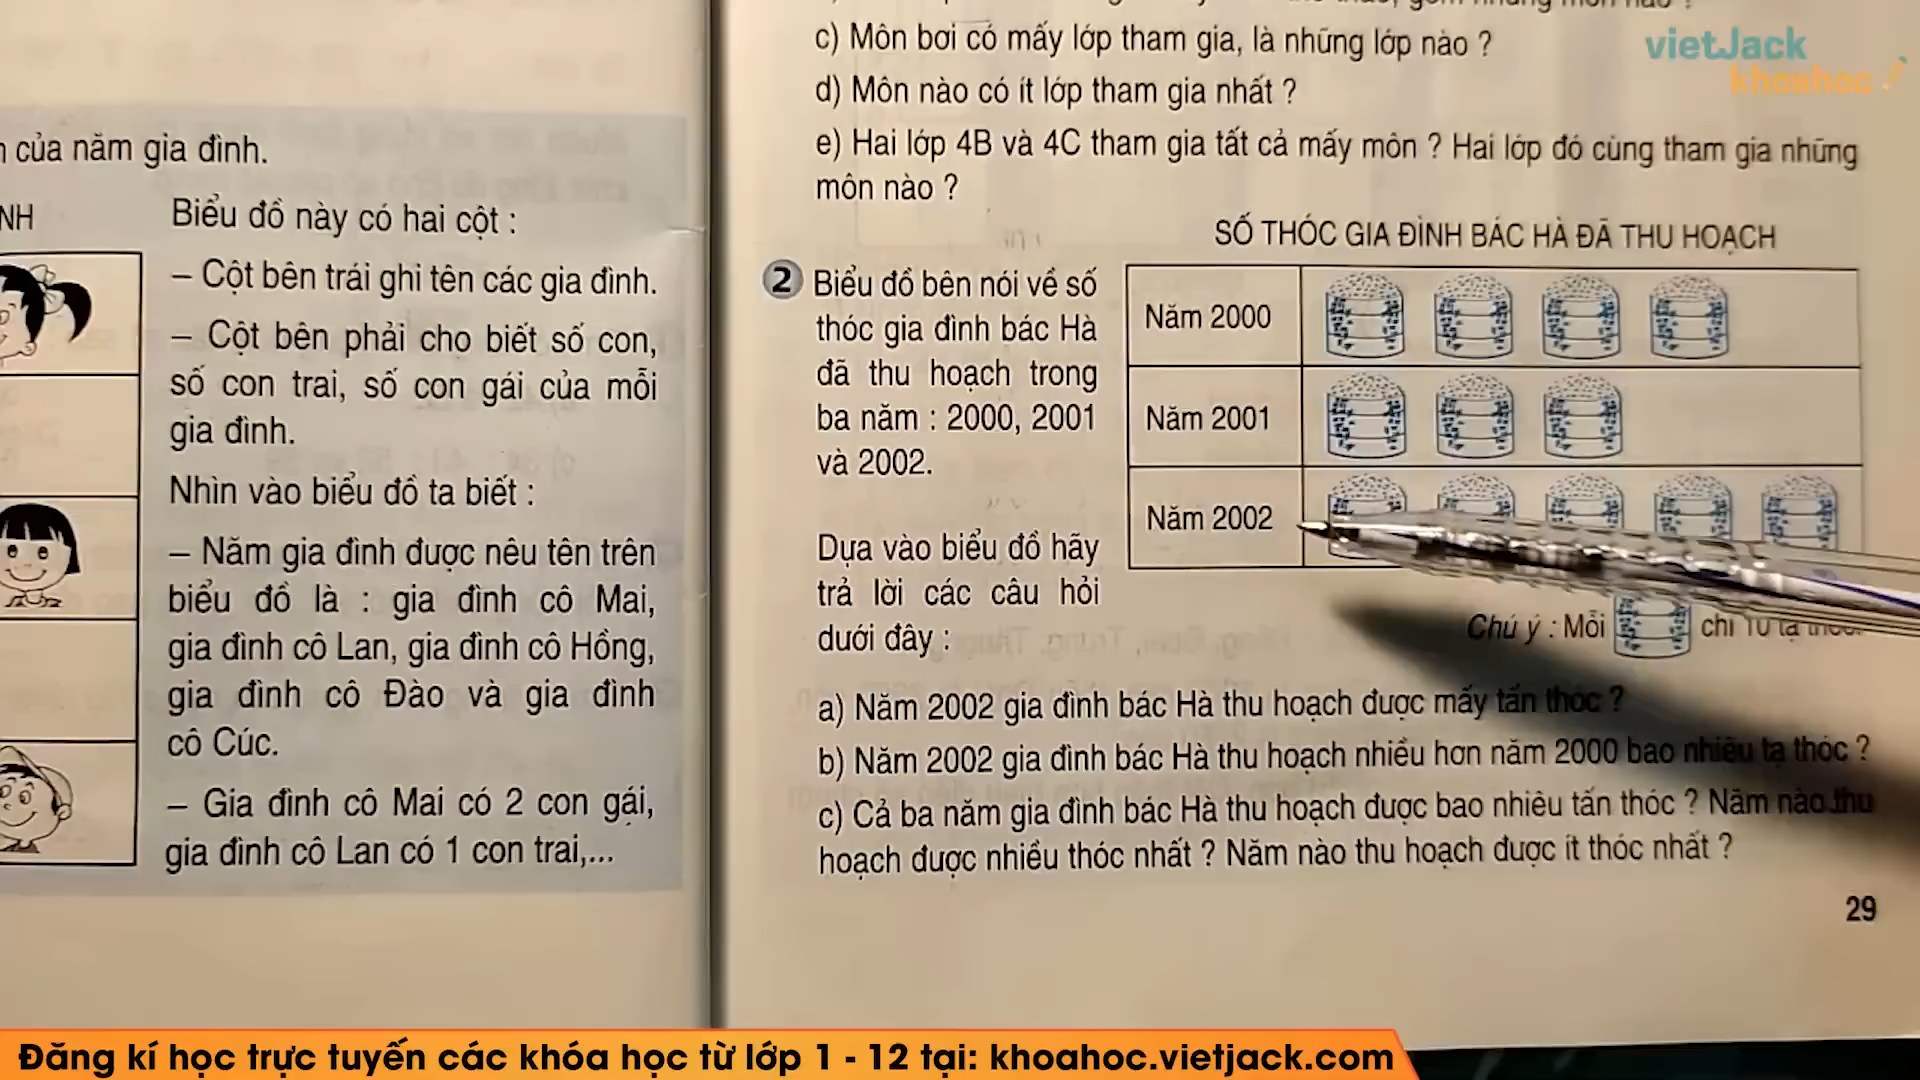 vietJack
khoahoc
c) Môn bơi có mấy lớp tham gia, là những lớp nào ?
d) Môn nào có ít lớp tham gia nhất ?
e) Hai lớp 4B và 4C tham gia tất cả mấy môn ? Hai lớp đó cùng tham gia những
môn nào ?
của năm gia đình.
NH
Biểu đồ này có hai cột :
– Cột bên trái ghi tên các gia đình.
– Cột bên phải cho biết số con,
số con trai, số con gái của mỗi
gia đình.
Nhìn vào biểu đồ ta biết :
– Năm gia đình được nêu tên trên
biểu đồ là : gia đình cô Mai,
gia đình cô Lan, gia đình cô Hồng,
gia đình cô Đào và gia đình
cô Cúc.
– Gia đình cô Mai có 2 con gái,
gia đình cô Lan có 1 con trai,...
SỐ THÓC GIA ĐÌNH BÁC HÀ ĐÃ THU HOẠCH
2 Biểu đồ bên nói về số
thóc gia đình bác Hà
đã thu hoạch trong
ba năm : 2000, 2001
và 2002.
Dựa vào biểu đồ hãy
trả lời các câu hỏi
dưới đây :
Năm 2000
Năm 2001
Năm 2002
Chú ý : Mỗi chỉ 10 tạ thóc.
a) Năm 2002 gia đình bác Hà thu hoạch được mấy tấn thóc ?
b) Năm 2002 gia đình bác Hà thu hoạch nhiều hơn năm 2000 bao nhiêu tạ thóc ?
c) Cả ba năm gia đình bác Hà thu hoạch được bao nhiêu tấn thóc ? Năm nào thu
hoạch được nhiều thóc nhất ? Năm nào thu hoạch được ít thóc nhất ?
29
Đăng kí học trực tuyến các khóa học từ lớp 1 - 12 tại: khoahoc.vietjack.com